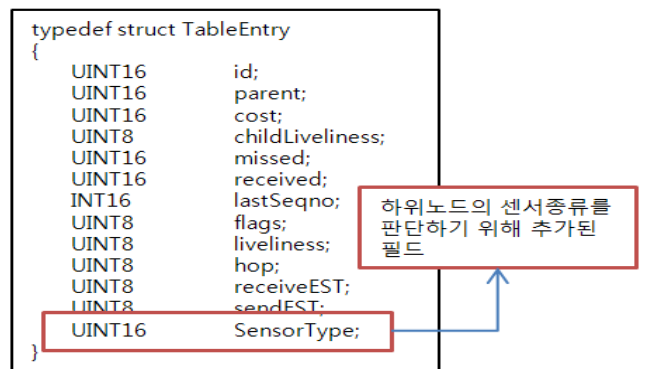 typedef struct TableEntry
{
UINT16 id;
UINT16 parent;
UINT16 cost;
UINT8 childLiveliness;
UINT16 missed;
UINT16 received;
INT16 lastSeqno;
UINT8 flags;
UINT8 liveliness;
UINT8 hop;
UINT8 receiveEST;
UINT8 sendEST;
UINT16 SensorType;
}
하위노드의 센서종류를
판단하기 위해 추가된
필드